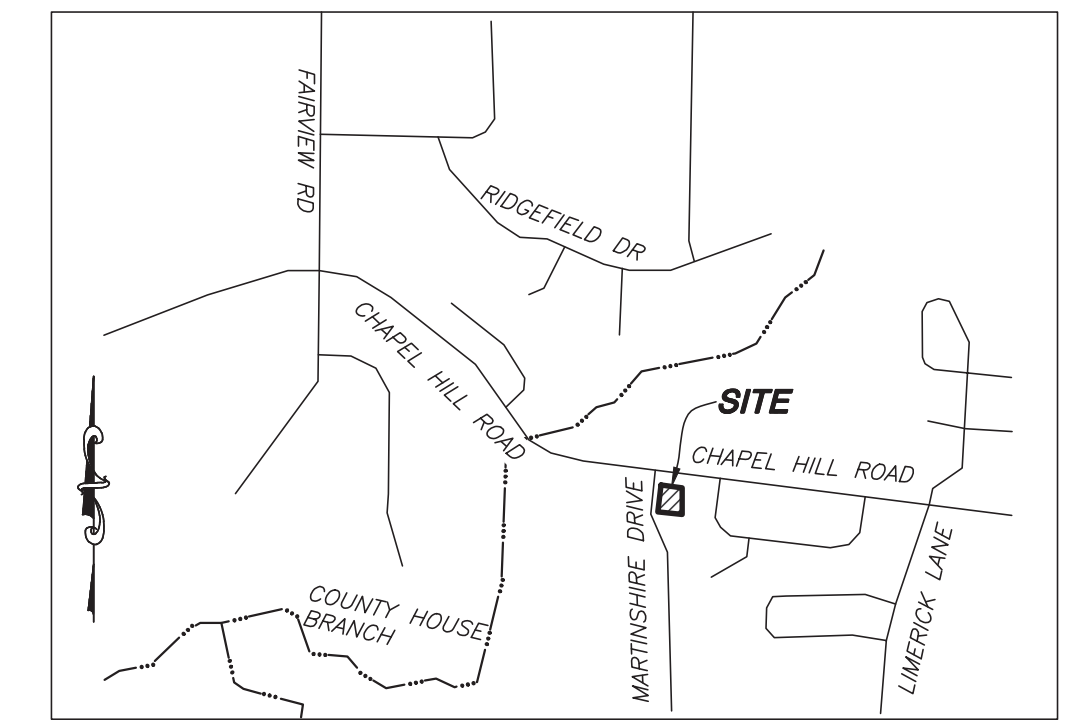 FAIRVIEW RD
RIDGEFIELD DR
CHAPEL HILL ROAD
SITE
CHAPEL HILL ROAD
MARTINSHIRE DRIVE
LIMERICK LANE
COUNTY HOUSE
BRANCH